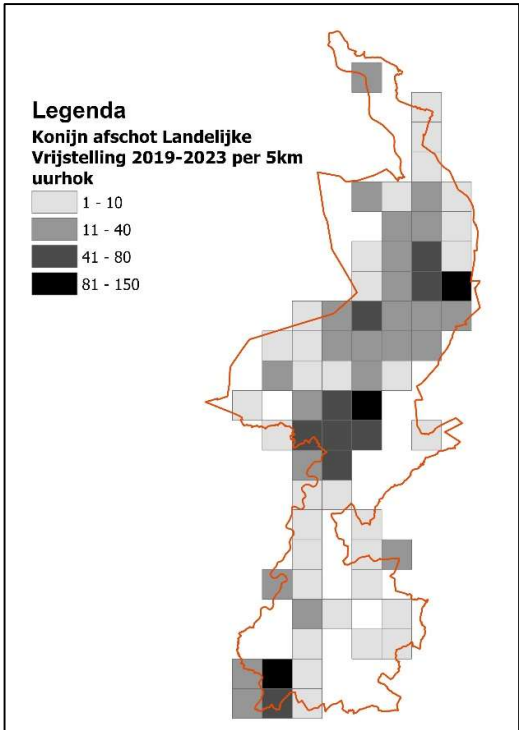 Legenda
Konijn afschot Landelijke
Vrijstelling 2019-2023 per 5km
uurhok
1 - 10
11 - 40
41 - 80
81 - 150